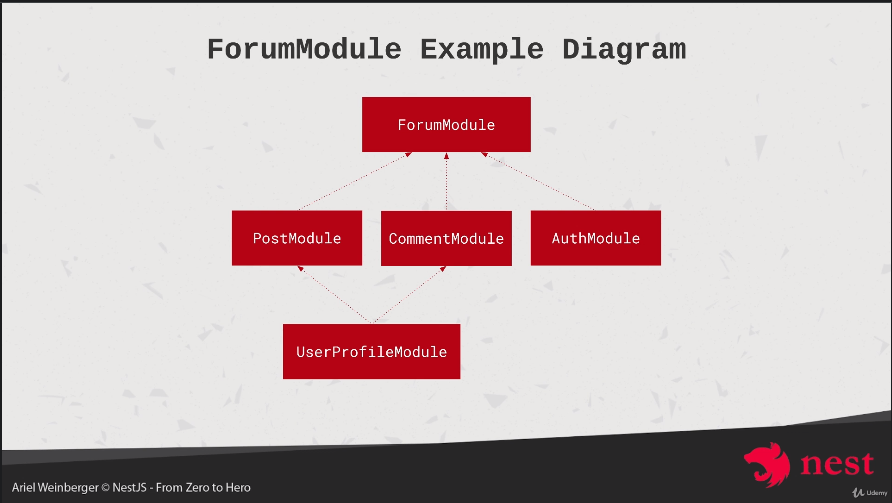 ForumModule Example Diagram
ForumModule
PostModule
CommentModule
AuthModule
UserProfileModule
nest
Ariel Weinberger © NestJS - From Zero to Hero
Udemy